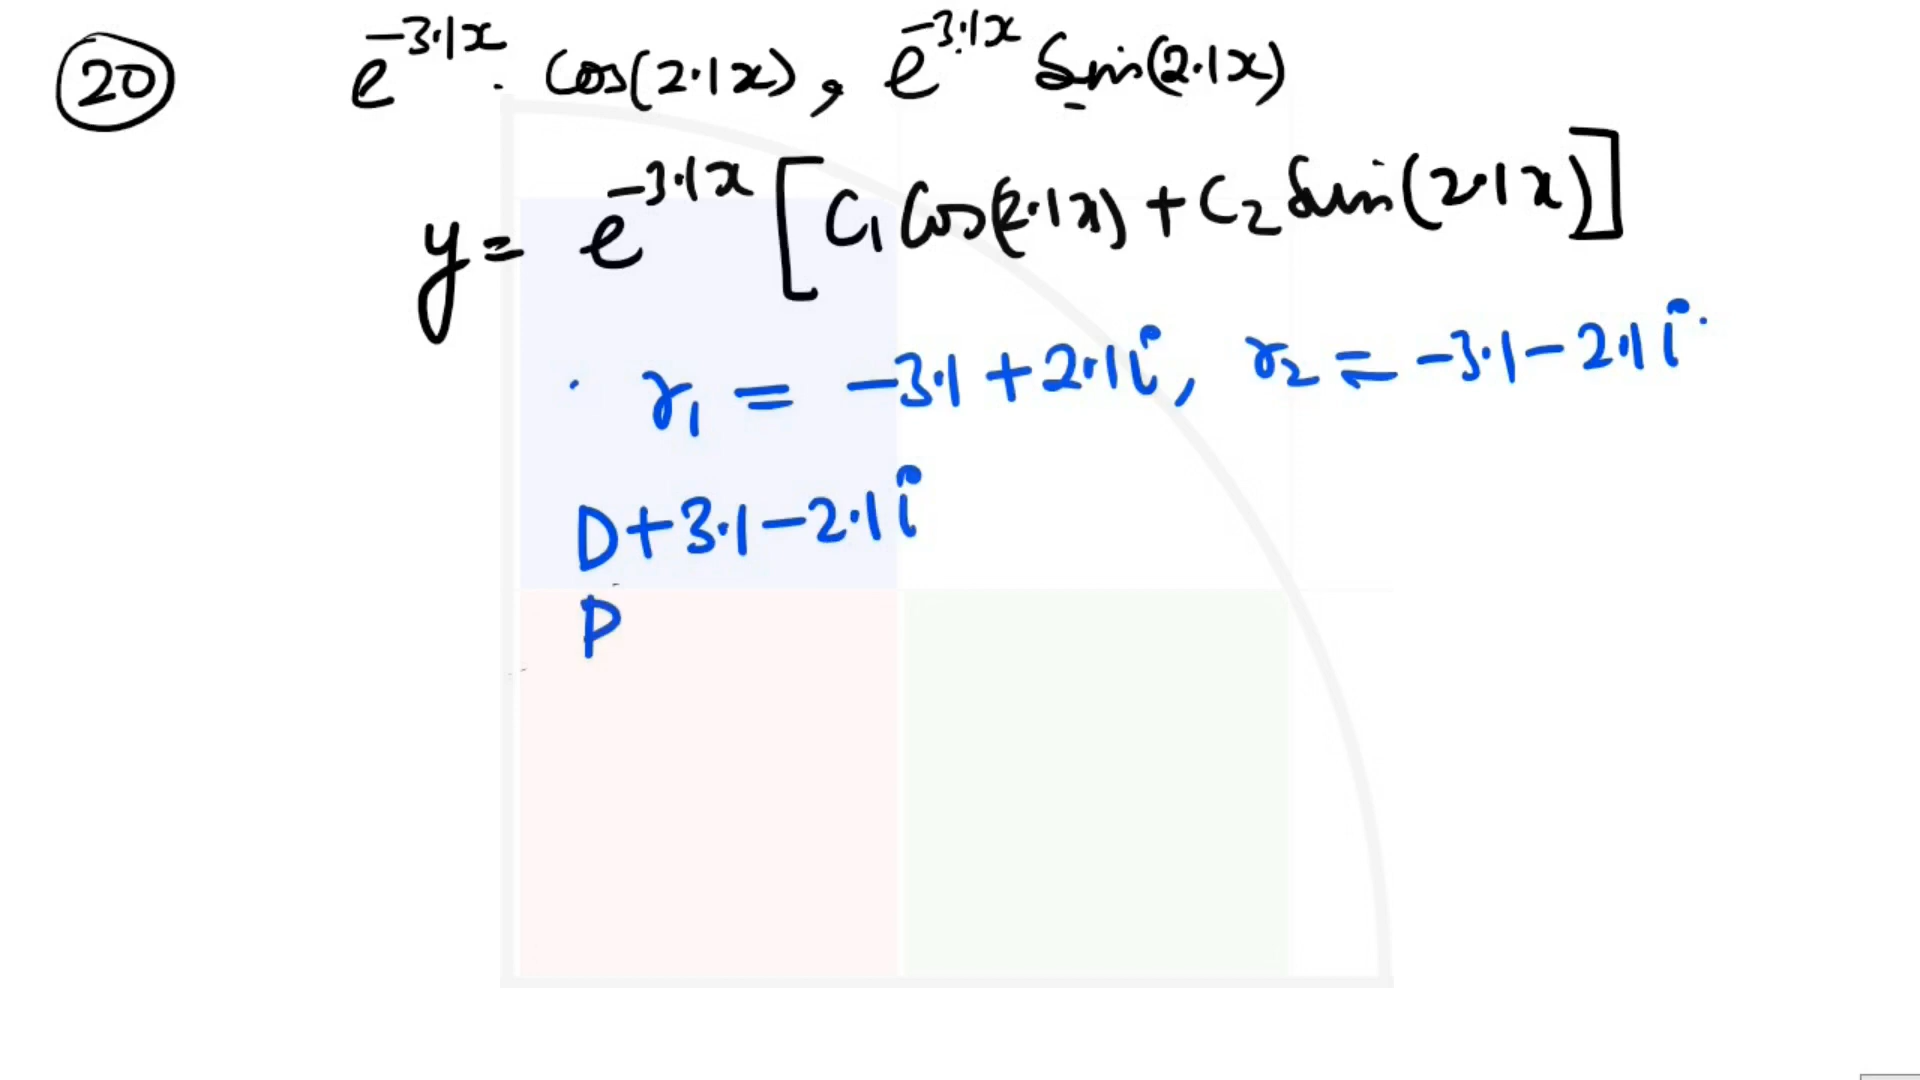 20 e^{-3.1x} . Cos(2.1x), e^{-3.1x} Sin(2.1x)
y = e^{-3.1x} [C₁ Cos(2.1x) + C₂ Sin(2.1x)]
r₁ = -3.1 + 2.1i, r₂ = -3.1 - 2.1i
D + 3.1 - 2.1i
D